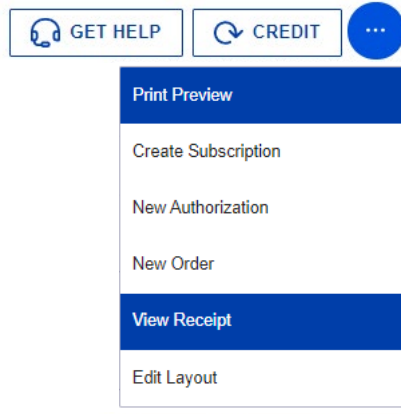 GET HELP
CREDIT
...
Print Preview
Create Subscription
New Authorization
New Order
View Receipt
Edit Layout